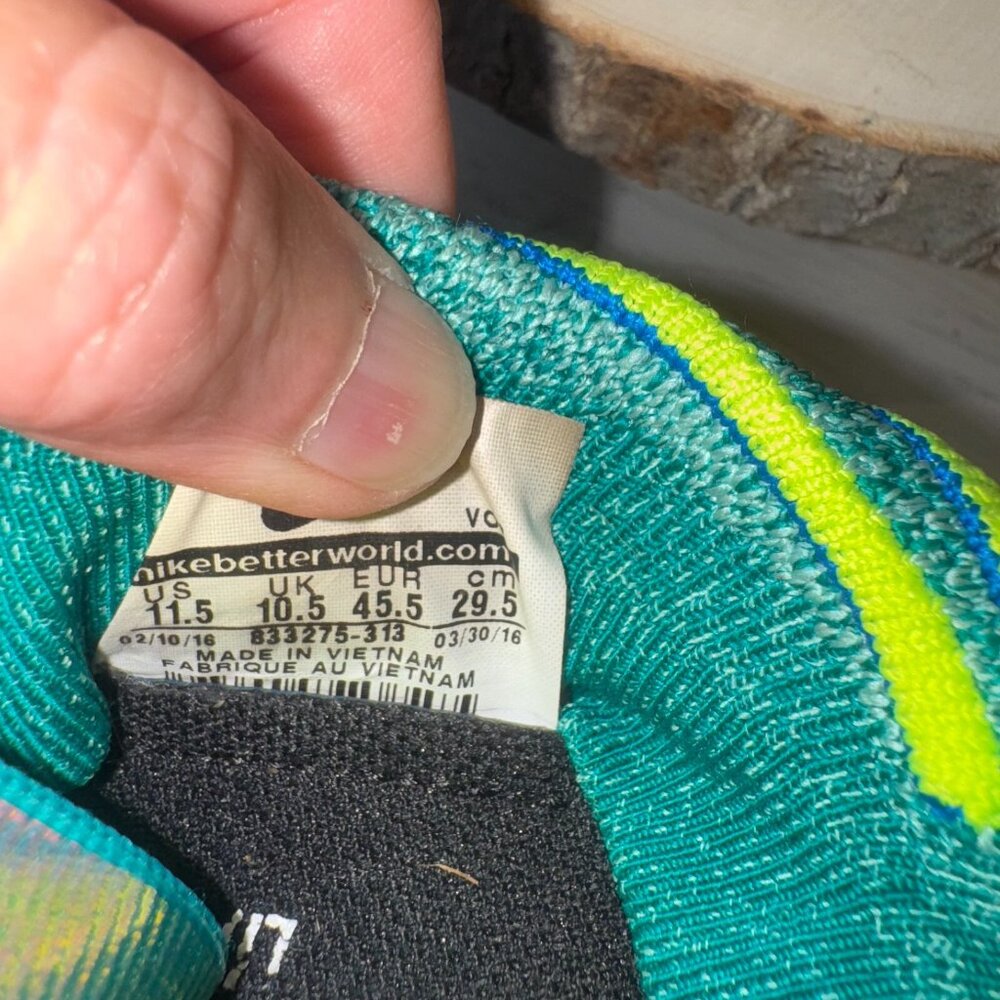 nikebetterworld.com
US UK EUR cm
11.5 10.5 45.5 29.5
02/10/16 833275-313 03/30/16
MADE IN VIETNAM
FABRIQUE AU VIETNAM